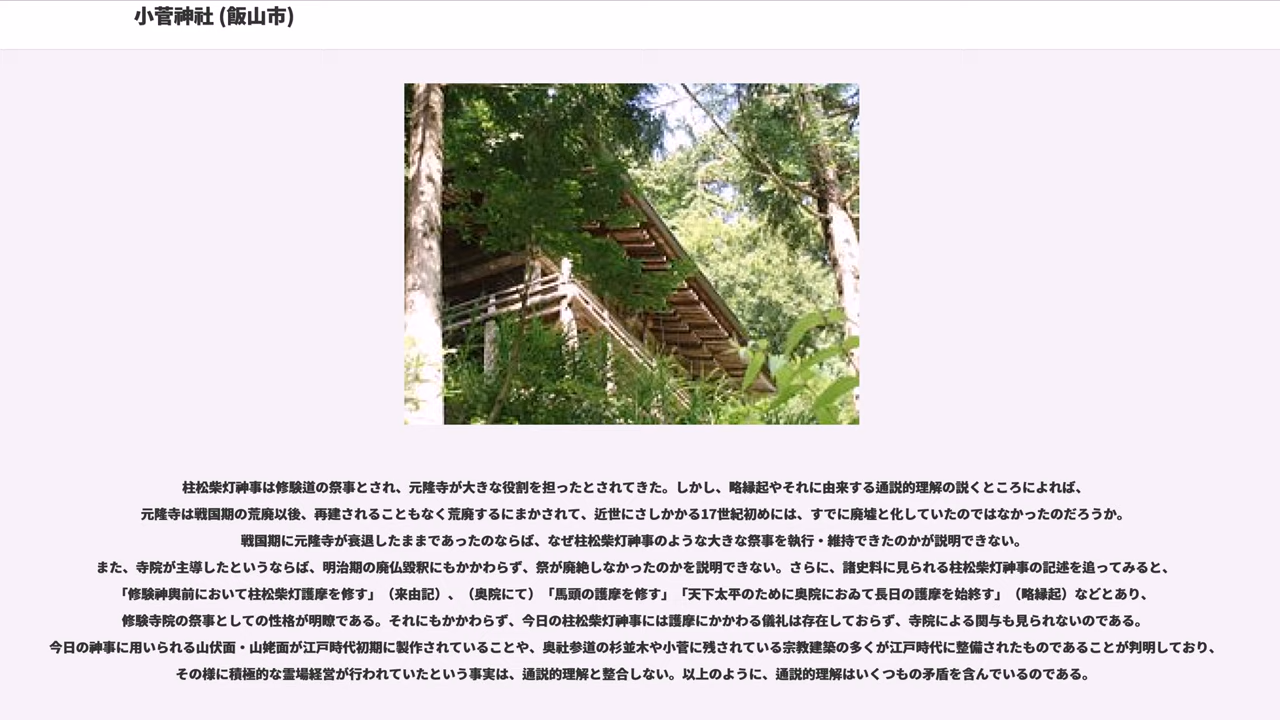 小菅神社 (飯山市)
柱松柴灯神事は修験道の祭事とされ、元隆寺が大きな役割を担ったとされてきた。しかし、略縁起やそれに由来する通説的理解の説くところによれば、
元隆寺は戦国期の荒廃以後、再建されることもなく荒廃するにまかされて、近世にさしかかる17世紀初めには、すでに廃墟と化していたのではなかったのだろうか。
戦国期に元隆寺が衰退したままであったのならば、なぜ柱松柴灯神事のような大きな祭事を執行・維持できたのかが説明できない。
また、寺院が主導したというならば、明治期の廃仏毀釈にもかかわらず、祭が廃絶しなかったのかを説明できない。さらに、諸史料に見られる柱松柴灯神事の記述を追ってみると、
「修験神輿前において柱松柴灯護摩を修す」（来由記）、（奥院にて）「馬頭の護摩を修す」「天下太平のために奥院におゐて長日の護摩を始終す」（略縁起）などとあり、
修験寺院の祭事としての性格が明瞭である。それにもかかわらず、今日の柱松柴灯神事には護摩にかかわる儀礼は存在しておらず、寺院による関与も見られないのである。
今日の神事に用いられる山伏面・山姥面が江戸時代初期に製作されていることや、奥社参道の杉並木や小菅に残されている宗教建築の多くが江戸時代に整備されたものであることが判明しており、
その様に積極的な霊場経営が行われていたという事実は、通説的理解と整合しない。以上のように、通説的理解はいくつもの矛盾を含んでいるのである。